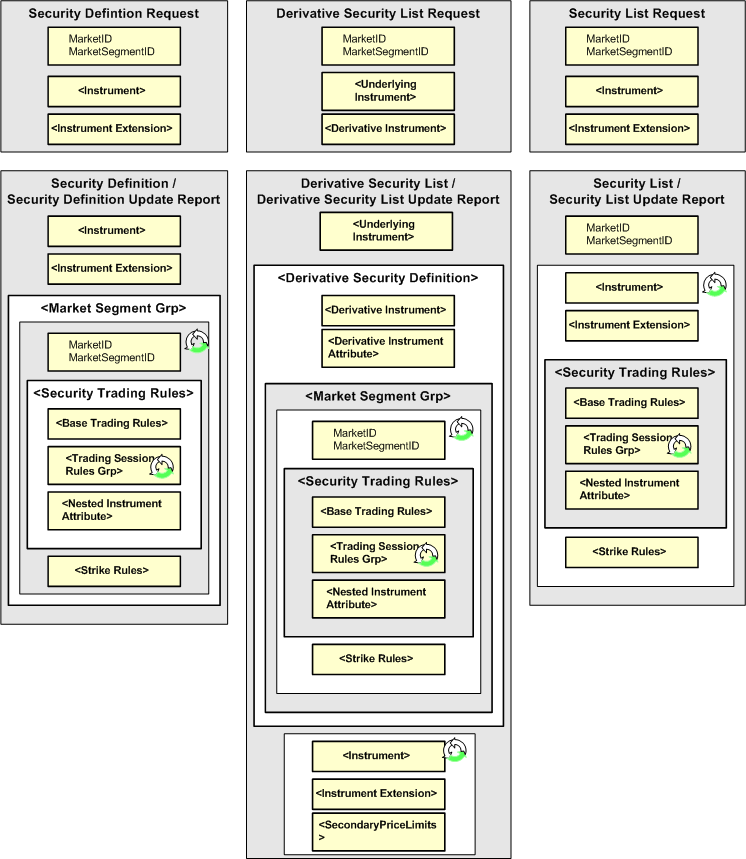 Security Defintion Request
MarketID
MarketSegmentID
<Instrument>
<Instrument Extension>
Derivative Security List Request
MarketID
MarketSegmentID
<Underlying
Instrument>
<Derivative Instrument>
Security List Request
MarketID
MarketSegmentID
<Instrument>
<Instrument Extension>
Security Definition /
Security Definition Update Report
<Instrument>
<Instrument Extension>
<Market Segment Grp>
MarketID
MarketSegmentID
<Security Trading Rules>
<Base Trading Rules>
<Trading Session
Rules Grp>
<Nested Instrument
Attribute>
<Strike Rules>
Derivative Security List /
Derivative Security List Update Report
<Underlying
Instrument>
<Derivative Security Definition>
<Derivative Instrument>
<Derivative Instrument
Attribute>
<Market Segment Grp>
MarketID
MarketSegmentID
<Security Trading Rules>
<Base Trading Rules>
<Trading Session
Rules Grp>
<Nested Instrument
Attribute>
<Strike Rules>
<Instrument>
<Instrument Extension>
<SecondaryPriceLimits
>
Security List /
Security List Update Report
MarketID
MarketSegmentID
<Instrument>
<Instrument Extension>
<Security Trading Rules>
<Base Trading Rules>
<Trading Session
Rules Grp>
<Nested Instrument
Attribute>
<Strike Rules>